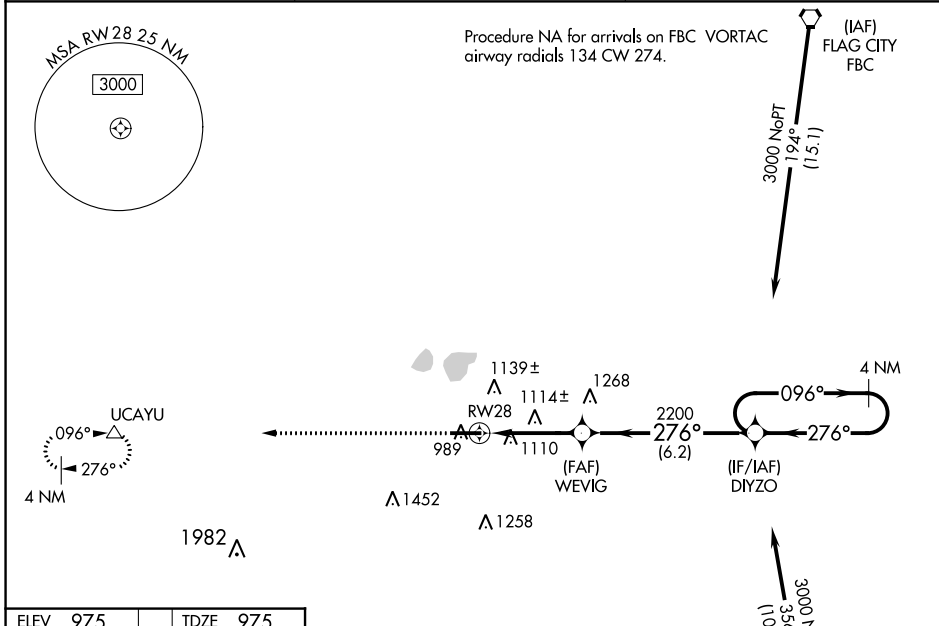 MSA RW 28 25 NM
3000
Procedure NA for arrivals on FBC VORTAC
airway radials 134 CW 274.
(IAF)
FLAG CITY
FBC
3000 NoPT
194°
(15.1)
1139±
1114±
1268
4 NM
096°
RW28
2200
276°
(6.2)
276°
989
1110
(FAF)
WEVIG
(IF/IAF)
DIYZO
UCAYU
096°
276°
4 NM
1452
1258
1982
3000
ELEV 975
TDZE 975